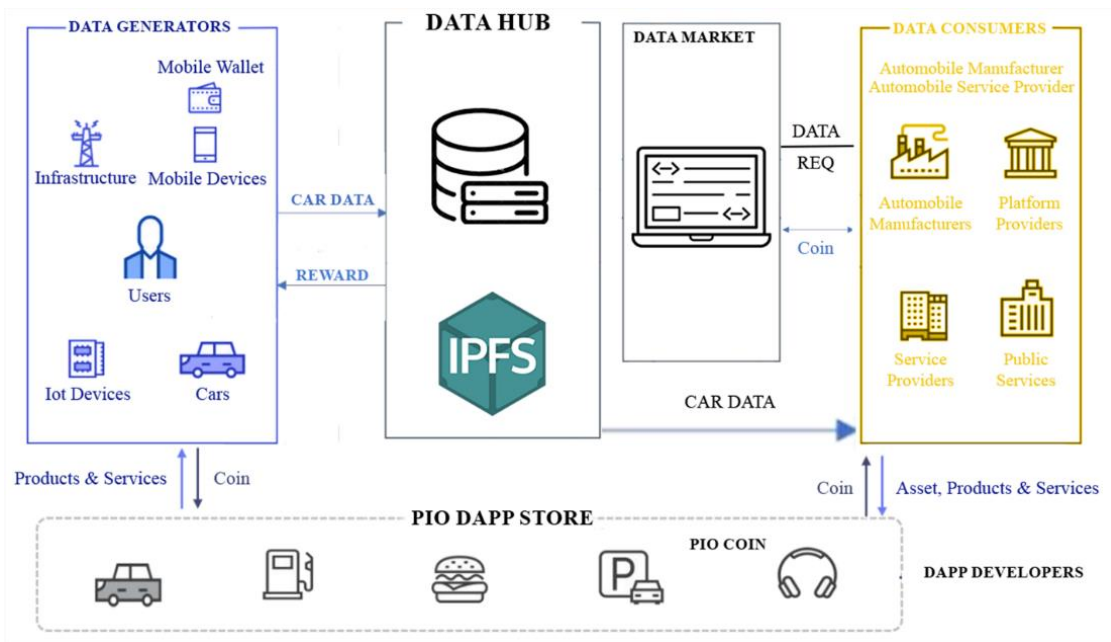 DATA GENERATORS
Mobile Wallet
Infrastructure
Mobile Devices
Users
Iot Devices
Cars
CAR DATA
REWARD
DATA HUB
IPFS
DATA MARKET
DATA
REQ
Coin
DATA CONSUMERS
Automobile Manufacturer
Automobile Service Provider
Automobile
Manufacturers
Platform
Providers
Service
Providers
Public
Services
CAR DATA
Products & Services
Coin
Coin
Asset, Products & Services
PIO DAPP STORE
PIO COIN
P
DAPP DEVELOPERS